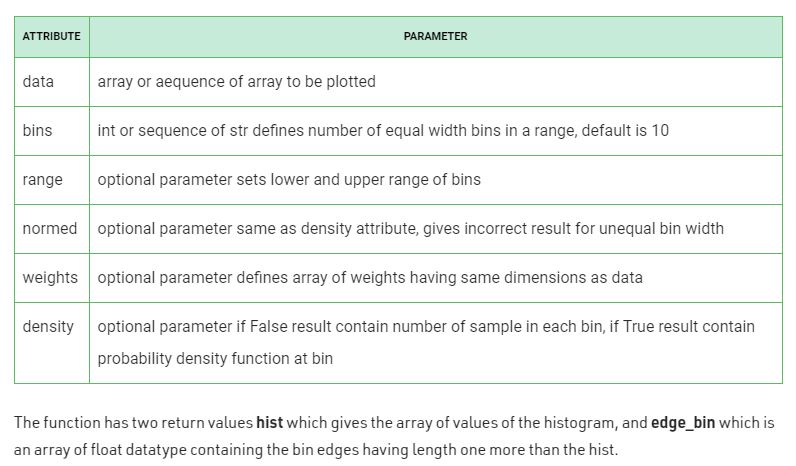 ATTRIBUTE PARAMETER
data array or aequence of array to be plotted
bins int or sequence of str defines number of equal width bins in a range, default is 10
range optional parameter sets lower and upper range of bins
normed optional parameter same as density attribute, gives incorrect result for unequal bin width
weights optional parameter defines array of weights having same dimensions as data
density optional parameter if False result contain number of sample in each bin, if True result contain
probability density function at bin
The function has two return values hist which gives the array of values of the histogram, and edge_bin which is
an array of float datatype containing the bin edges having length one more than the hist.